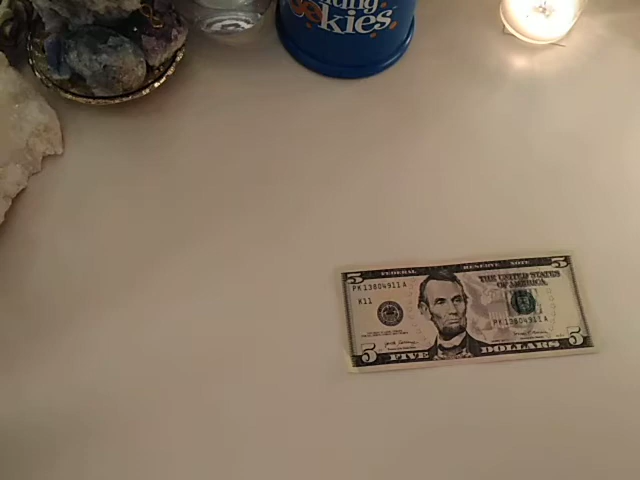 kies
FEDERAL RESERVE NOTE
5 5
THE UNITED STATES
OF AMERICA
PK13804911A
K11
PK13804911A
5 FIVE DOLLARS 5